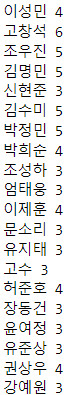 이성민 4
고창석 6
조우진 5
김명민 5
신현준 3
김수미 5
박정민 5
박희순 4
조성하 3
엄태웅 3
이제훈 4
문소리 3
유지태 3
고수 3
허준호 4
장동건 3
윤여정 3
유준상 3
권상우 4
강예원 3